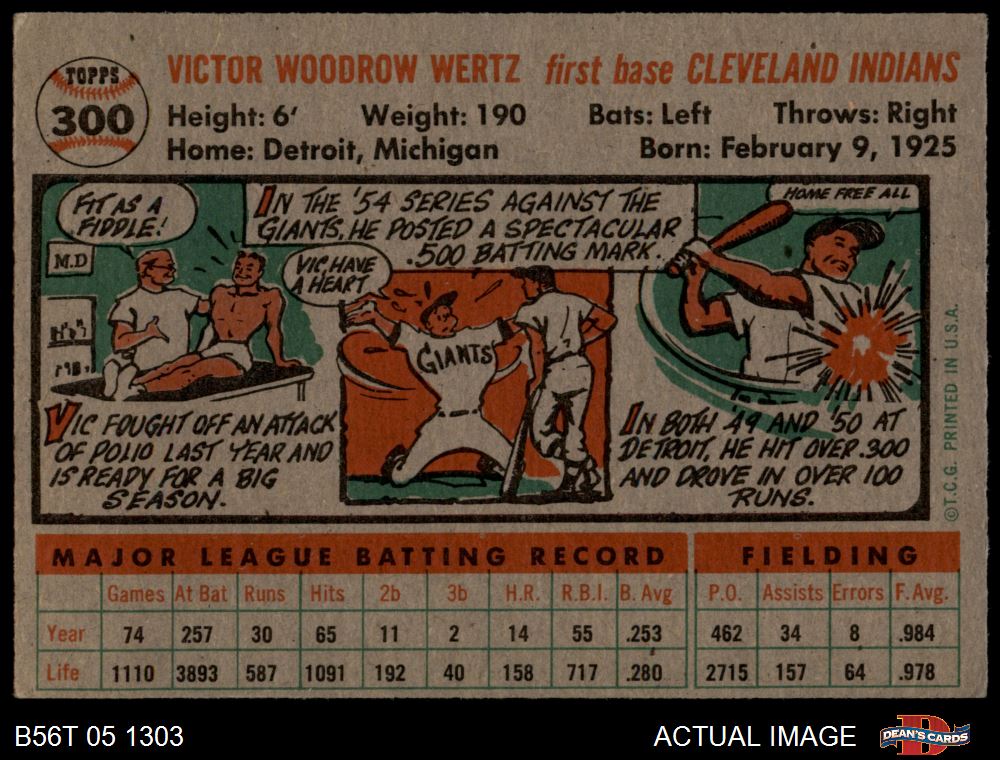 TOPPS
300
VICTOR WOODROW WERTZ first base CLEVELAND INDIANS
Height: 6' Weight: 190 Bats: Left Throws: Right
Home: Detroit, Michigan Born: February 9, 1925
FIT AS A
FIDDLE!
M.D
VIC FOUGHT OFF AN ATTACK
OF POLIO LAST YEAR AND
IS READY FOR A BIG
SEASON.
IN THE '54 SERIES AGAINST THE
GIANTS, HE POSTED A SPECTACULAR
.500 BATTING MARK.
VIC, HAVE
A HEART
GIANTS
HOME FREE ALL
IN BOTH '49 AND '50 AT
DETROIT, HE HIT OVER .300
AND DROVE IN OVER 100
RUNS.
©T.C.G. PRINTED IN U.S.A.
MAJOR LEAGUE BATTING RECORD FIELDING
Games At Bat Runs Hits 2b 3b H.R. R.B.I. B. Avg P.O. Assists Errors F. Avg.
Year 74 257 30 65 11 2 14 55 .253 462 34 8 .984
Life 1110 3893 587 1091 192 40 158 717 .280 2715 157 64 .978
B56T 05 1303 ACTUAL IMAGE DEAN'S CARDS